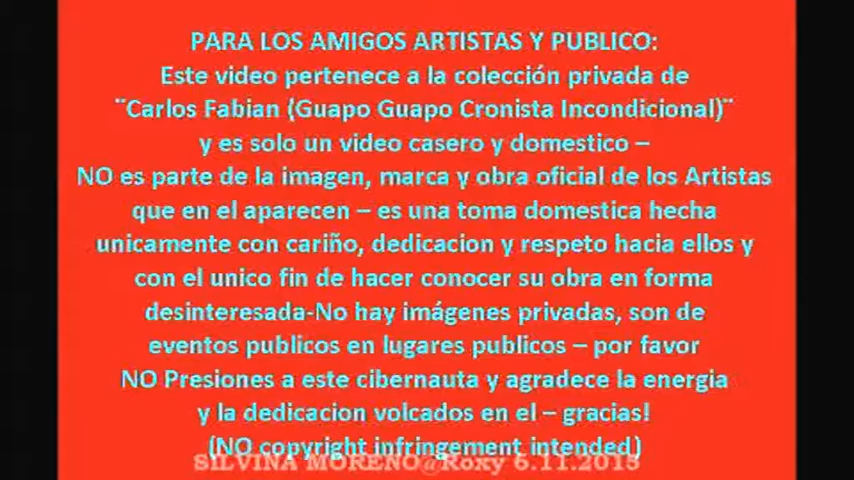 PARA LOS AMIGOS ARTISTAS Y PUBLICO:
Este video pertenece a la colección privada de
¨Carlos Fabian (Guapo Guapo Cronista Incondicional)¨
y es solo un video casero y domestico –
NO es parte de la imagen, marca y obra oficial de los Artistas
que en el aparecen – es una toma domestica hecha
unicamente con cariño, dedicacion y respeto hacia ellos y
con el unico fin de hacer conocer su obra en forma
desinteresada-No hay imágenes privadas, son de
eventos publicos en lugares publicos – por favor
NO Presiones a este cibernauta y agradece la energia
y la dedicacion volcados en el – gracias!
(NO copyright infringement intended)
SILVINA MORENO@Roxy 6.11.2015